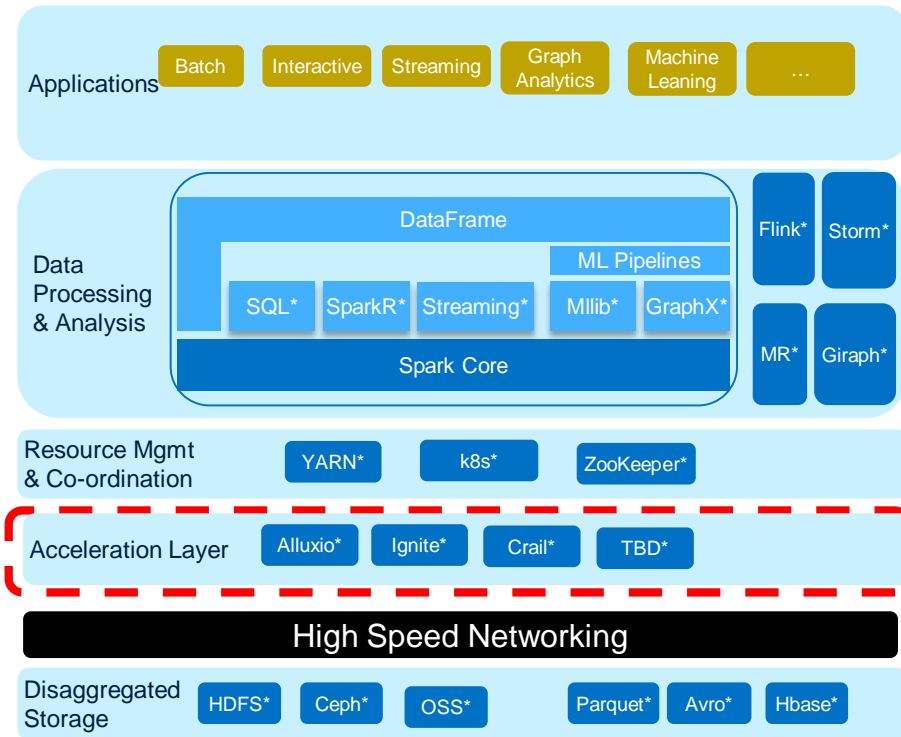 Applications
Batch
Interactive
Streaming
Graph
Analytics
Machine
Leaning
...
Data
Processing
& Analysis
DataFrame
ML Pipelines
SQL*
SparkR*
Streaming*
Mllib*
GraphX*
Spark Core
Flink*
Storm*
MR*
Giraph*
Resource Mgmt
& Co-ordination
YARN*
k8s*
ZooKeeper*
Acceleration Layer
Alluxio*
Ignite*
Crail*
TBD*
High Speed Networking
Disaggregated
Storage
HDFS*
Ceph*
OSS*
Parquet*
Avro*
Hbase*